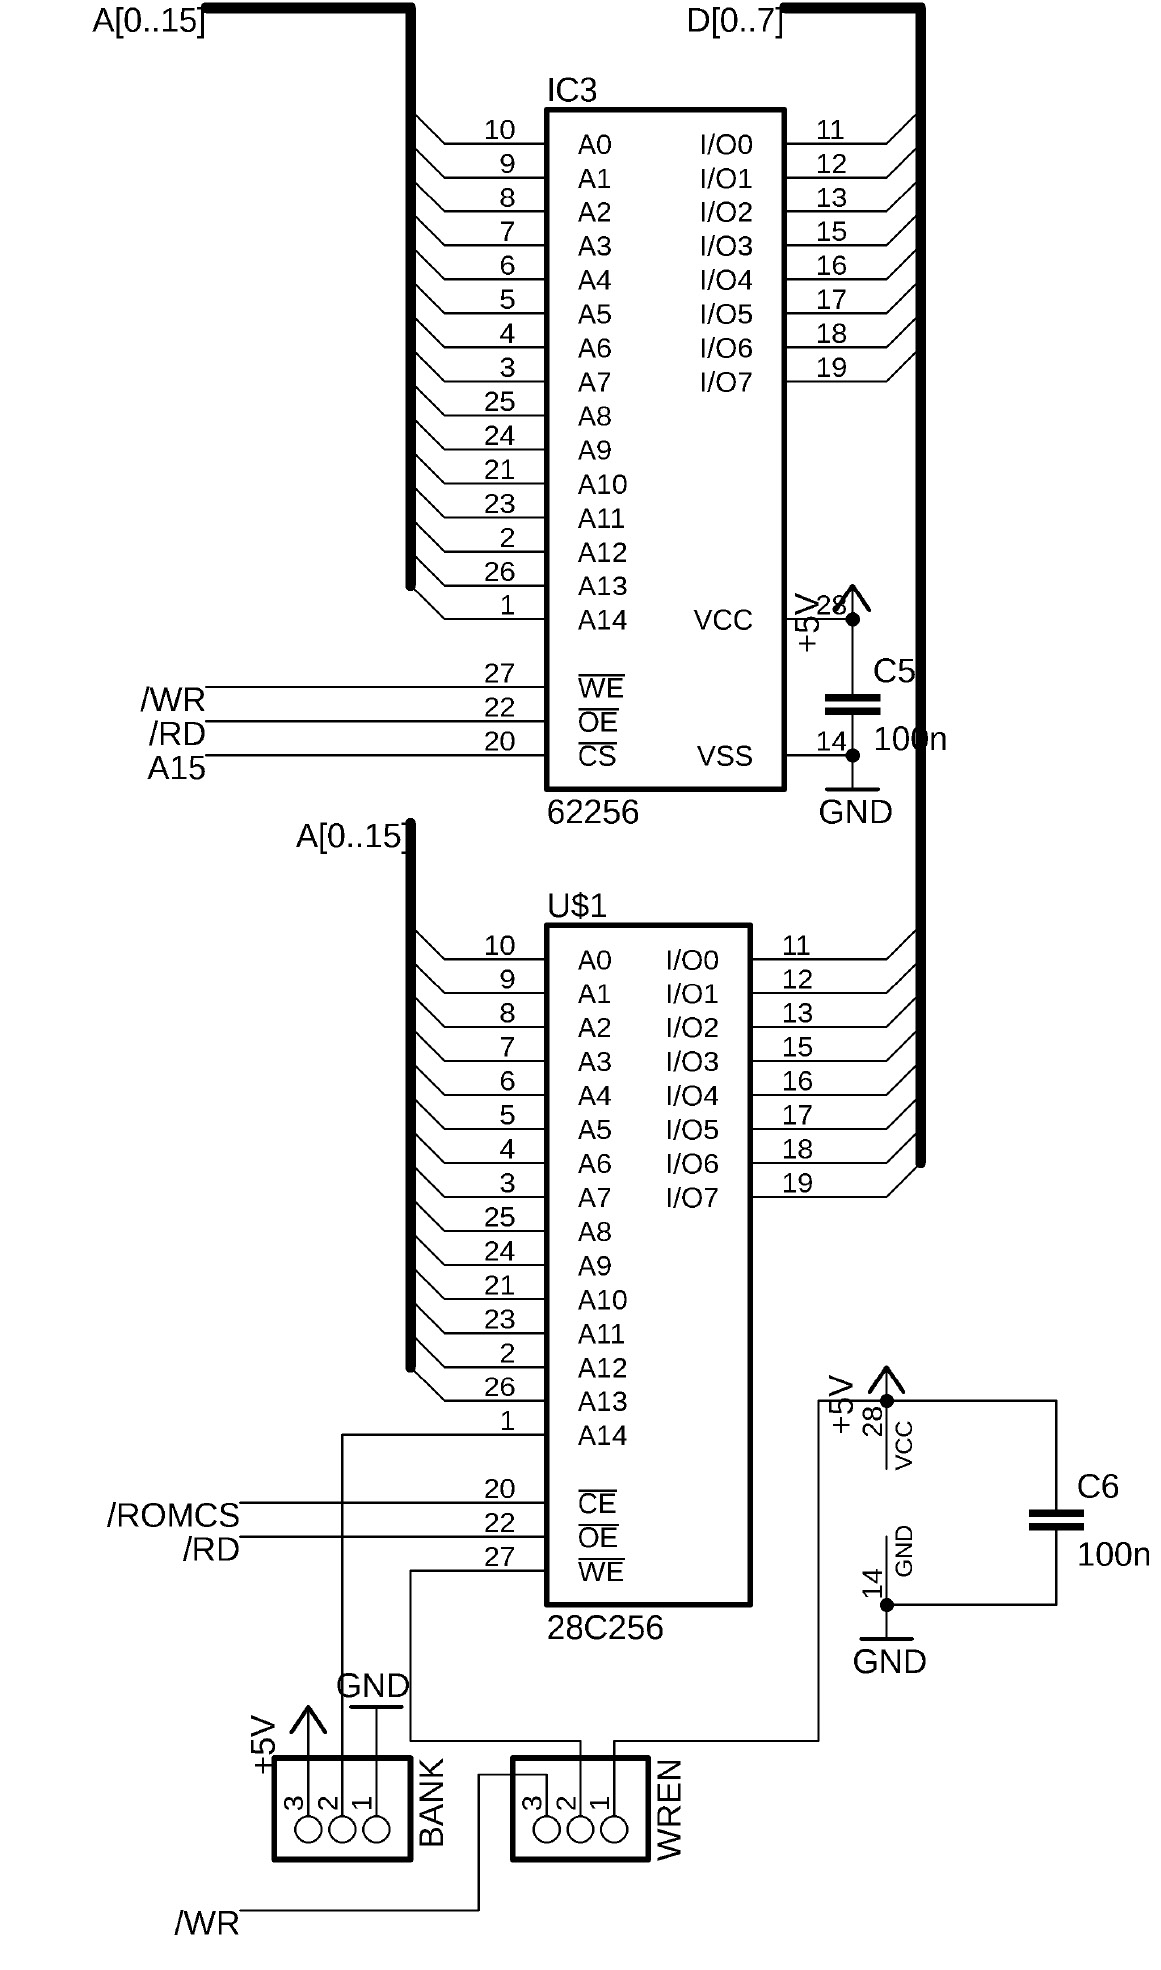 A[0..15] D[0..7]
IC3
10 A0 I/O0 11
9 A1 I/O1 12
8 A2 I/O2 13
7 A3 I/O3 15
6 A4 I/O4 16
5 A5 I/O5 17
4 A6 I/O6 18
3 A7 I/O7 19
25 A8
24 A9
21 A10
23 A11
2 A12
26 A13
1 A14 VCC 28 +5V
C5
/WR 27 WE
/RD 22 OE
100n
A15 20 CS VSS 14
62256 GND
A[0..15]
U$1
10 A0 I/O0 11
9 A1 I/O1 12
8 A2 I/O2 13
7 A3 I/O3 15
6 A4 I/O4 16
5 A5 I/O5 17
4 A6 I/O6 18
3 A7 I/O7 19
25 A8
24 A9
21 A10
23 A11
2 A12
26 A13
1 A14
+5V 28 VCC
C6
100n
14 GND
GND
/ROMCS 20 CE
/RD 22 OE
27 WE
28C256
GND
+5V
3 2 1 BANK
3 2 1 WREN
/WR